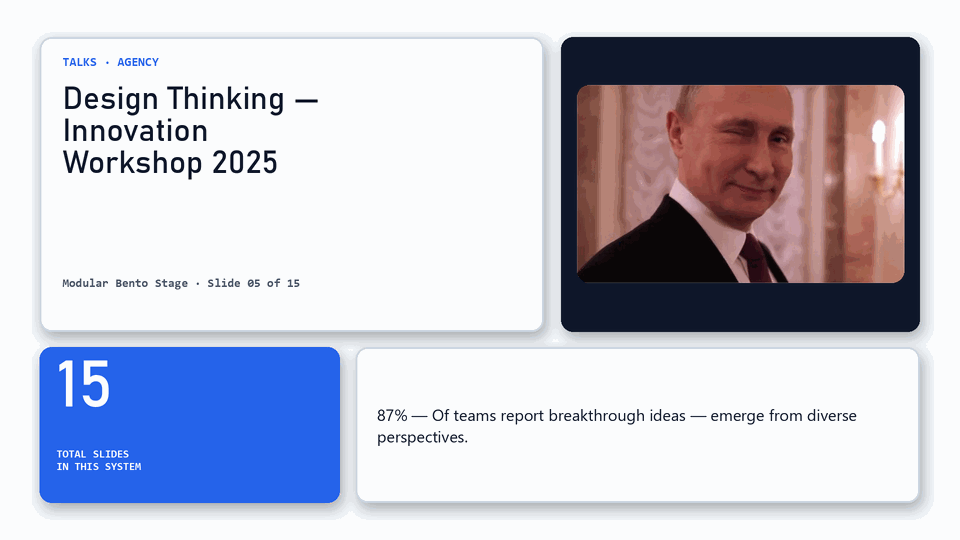 TALKS · AGENCY
Design Thinking —
Innovation
Workshop 2025
Modular Bento Stage · Slide 05 of 15
15
TOTAL SLIDES
IN THIS SYSTEM
87% — Of teams report breakthrough ideas — emerge from diverse
perspectives.